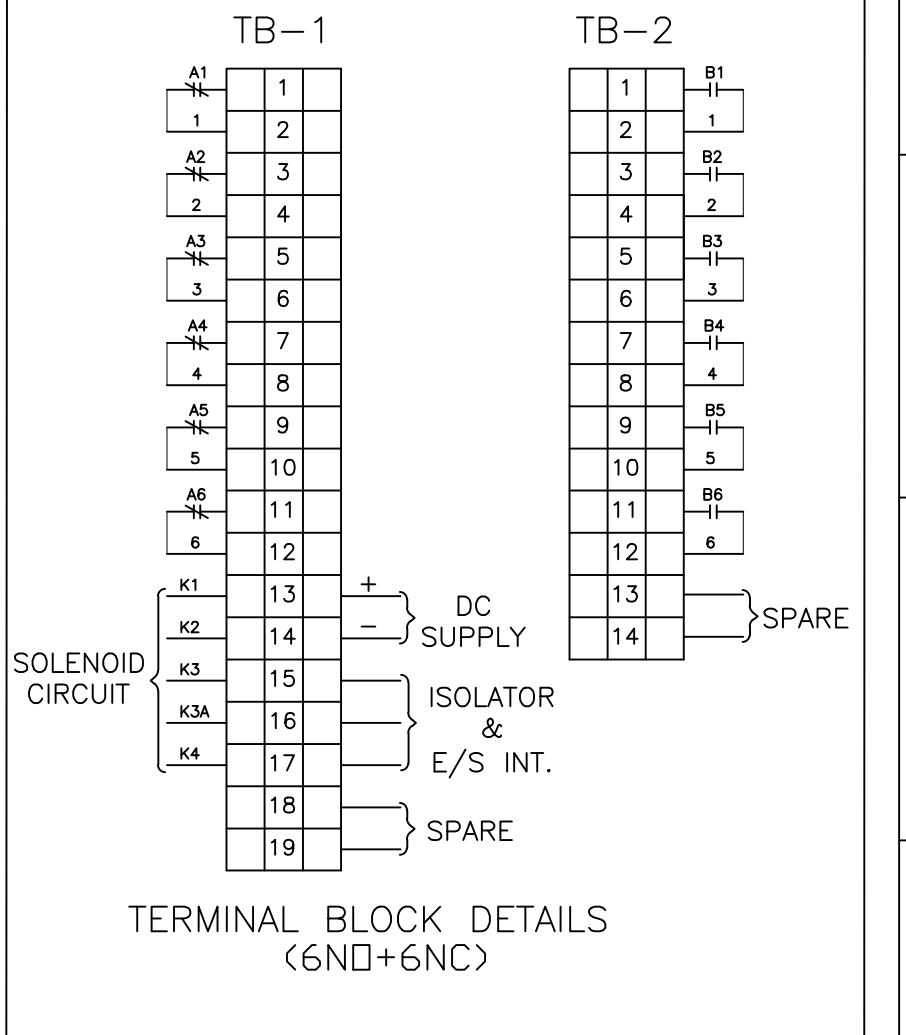 TB-1
TB-2
A1
1
1
2
A2
2
3
4
A3
3
5
6
A4
4
7
8
A5
5
9
10
A6
6
11
12
K1
13
+
K2
14
-
DC
SUPPLY
K3
15
K3A
16
K4
17
SOLENOID
CIRCUIT
ISOLATOR
&
E/S INT.
18
19
SPARE
1
B1
2
1
3
B2
4
2
5
B3
6
3
7
B4
8
4
9
B5
10
5
11
B6
12
6
13
14
SPARE
TERMINAL BLOCK DETAILS
(6NO+6NC)